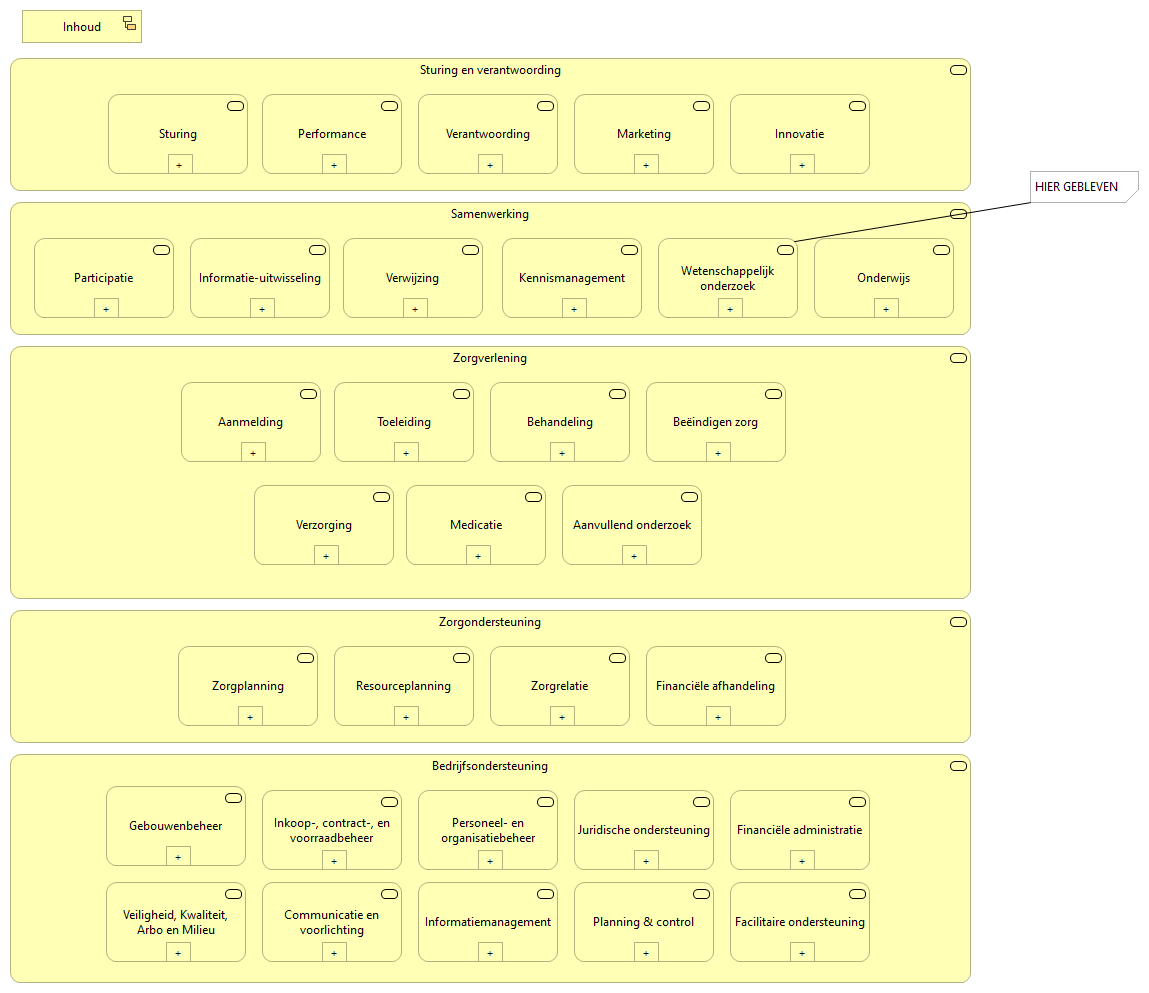 Inhoud
Sturing en verantwoording
Sturing
+
Performance
+
Verantwoording
+
Marketing
+
Innovatie
+
HIER GEBLEVEN
Samenwerking
Participatie
+
Informatie-uitwisseling
+
Verwijzing
+
Kennismanagement
+
Wetenschappelijk
onderzoek
+
Onderwijs
+
Zorgverlening
Aanmelding
+
Toeleiding
+
Behandeling
+
Beëindigen zorg
+
Verzorging
+
Medicatie
+
Aanvullend onderzoek
+
Zorgondersteuning
Zorgplanning
+
Resourceplanning
+
Zorgrelatie
+
Financiële afhandeling
+
Bedrijfsondersteuning
Gebouwenbeheer
+
Inkoop-, contract-, en
voorraadbeheer
+
Personeel- en
organisatiebeheer
+
Juridische ondersteuning
+
Financiële administratie
+
Veiligheid, Kwaliteit,
Arbo en Milieu
+
Communicatie en
voorlichting
+
Informatiemanagement
+
Planning & control
+
Facilitaire ondersteuning
+